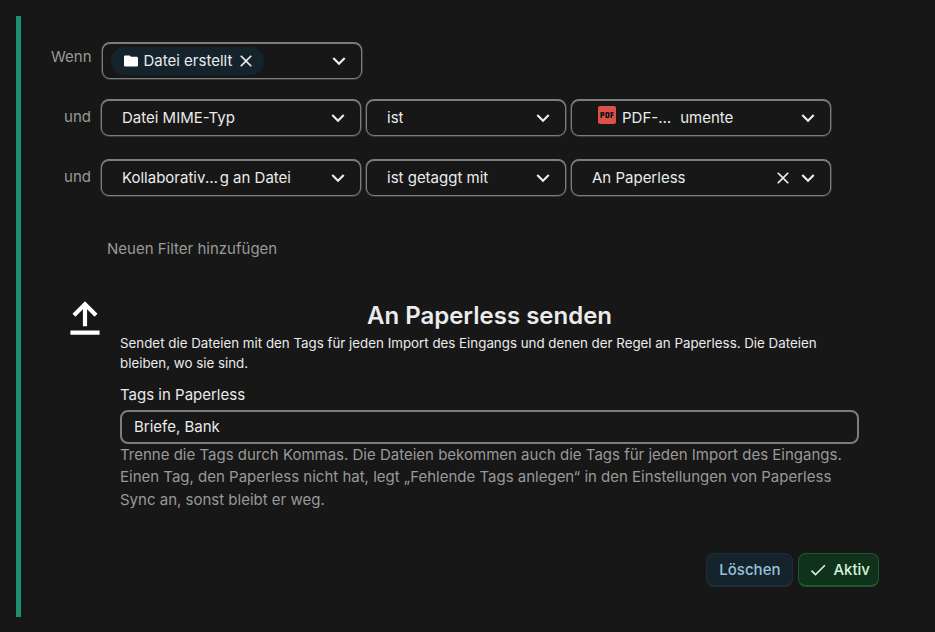 Wenn Datei erstellt
und Datei MIME-Typ ist PDF PDF-... umente
und Kollaborativ...g an Datei ist getaggt mit An Paperless
Neuen Filter hinzufügen
An Paperless senden
Sendet die Dateien mit den Tags für jeden Import des Eingangs und denen der Regel an Paperless. Die Dateien
bleiben, wo sie sind.
Tags in Paperless
Briefe, Bank
Trenne die Tags durch Kommas. Die Dateien bekommen auch die Tags für jeden Import des Eingangs.
Einen Tag, den Paperless nicht hat, legt „Fehlende Tags anlegen“ in den Einstellungen von Paperless
Sync an, sonst bleibt er weg.
Löschen Aktiv